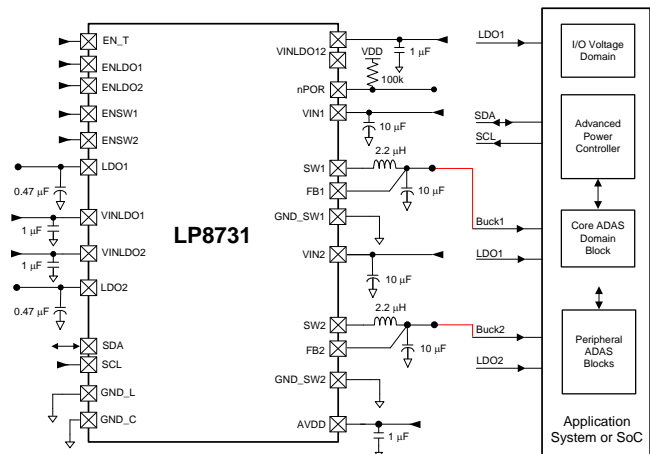 EN_T
ENLDO1
ENLDO2
ENSW1
ENSW2
LDO1
0.47 µF
VINLDO1
1 µF
VINLDO2
1 µF
LDO2
0.47 µF
SDA
SCL
GND_L
GND_C
LP8731
VINLDO12
1 µF
VDD
100k
nPOR
VIN1
10 µF
2.2 µH
SW1
FB1
10 µF
GND_SW1
VIN2
10 µF
2.2 µH
SW2
FB2
10 µF
GND_SW2
AVDD
1 µF
LDO1
SDA
SCL
Buck1
LDO1
Buck2
LDO2
I/O Voltage
Domain
Advanced
Power
Controller
Core ADAS
Domain
Block
Peripheral
ADAS
Blocks
Application
System or SoC